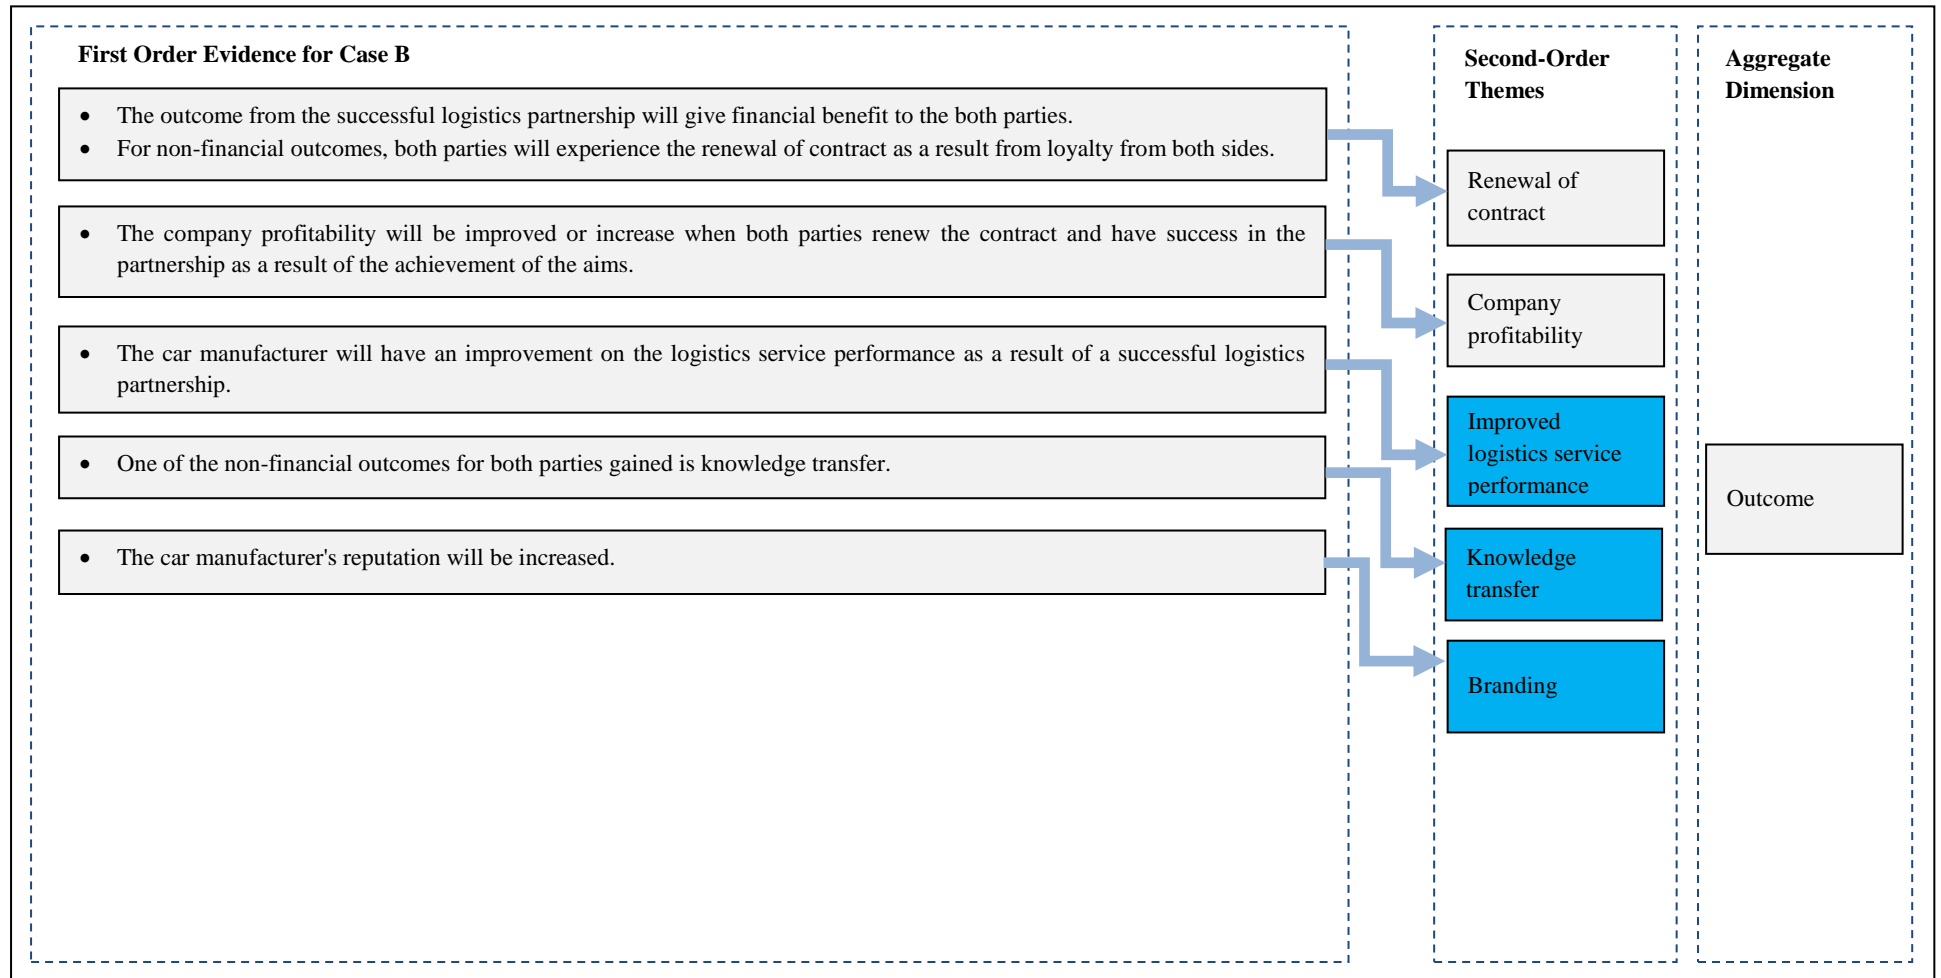 First Order Evidence for Case B
• The outcome from the successful logistics partnership will give financial benefit to the both parties.
• For non-financial outcomes, both parties will experience the renewal of contract as a result from loyalty from both sides.
• The company profitability will be improved or increase when both parties renew the contract and have success in the
partnership as a result of the achievement of the aims.
• The car manufacturer will have an improvement on the logistics service performance as a result of a successful logistics
partnership.
• One of the non-financial outcomes for both parties gained is knowledge transfer.
• The car manufacturer's reputation will be increased.
Second-Order
Themes
Renewal of
contract
Company
profitability
Improved
logistics service
performance
Knowledge
transfer
Branding
Aggregate
Dimension
Outcome